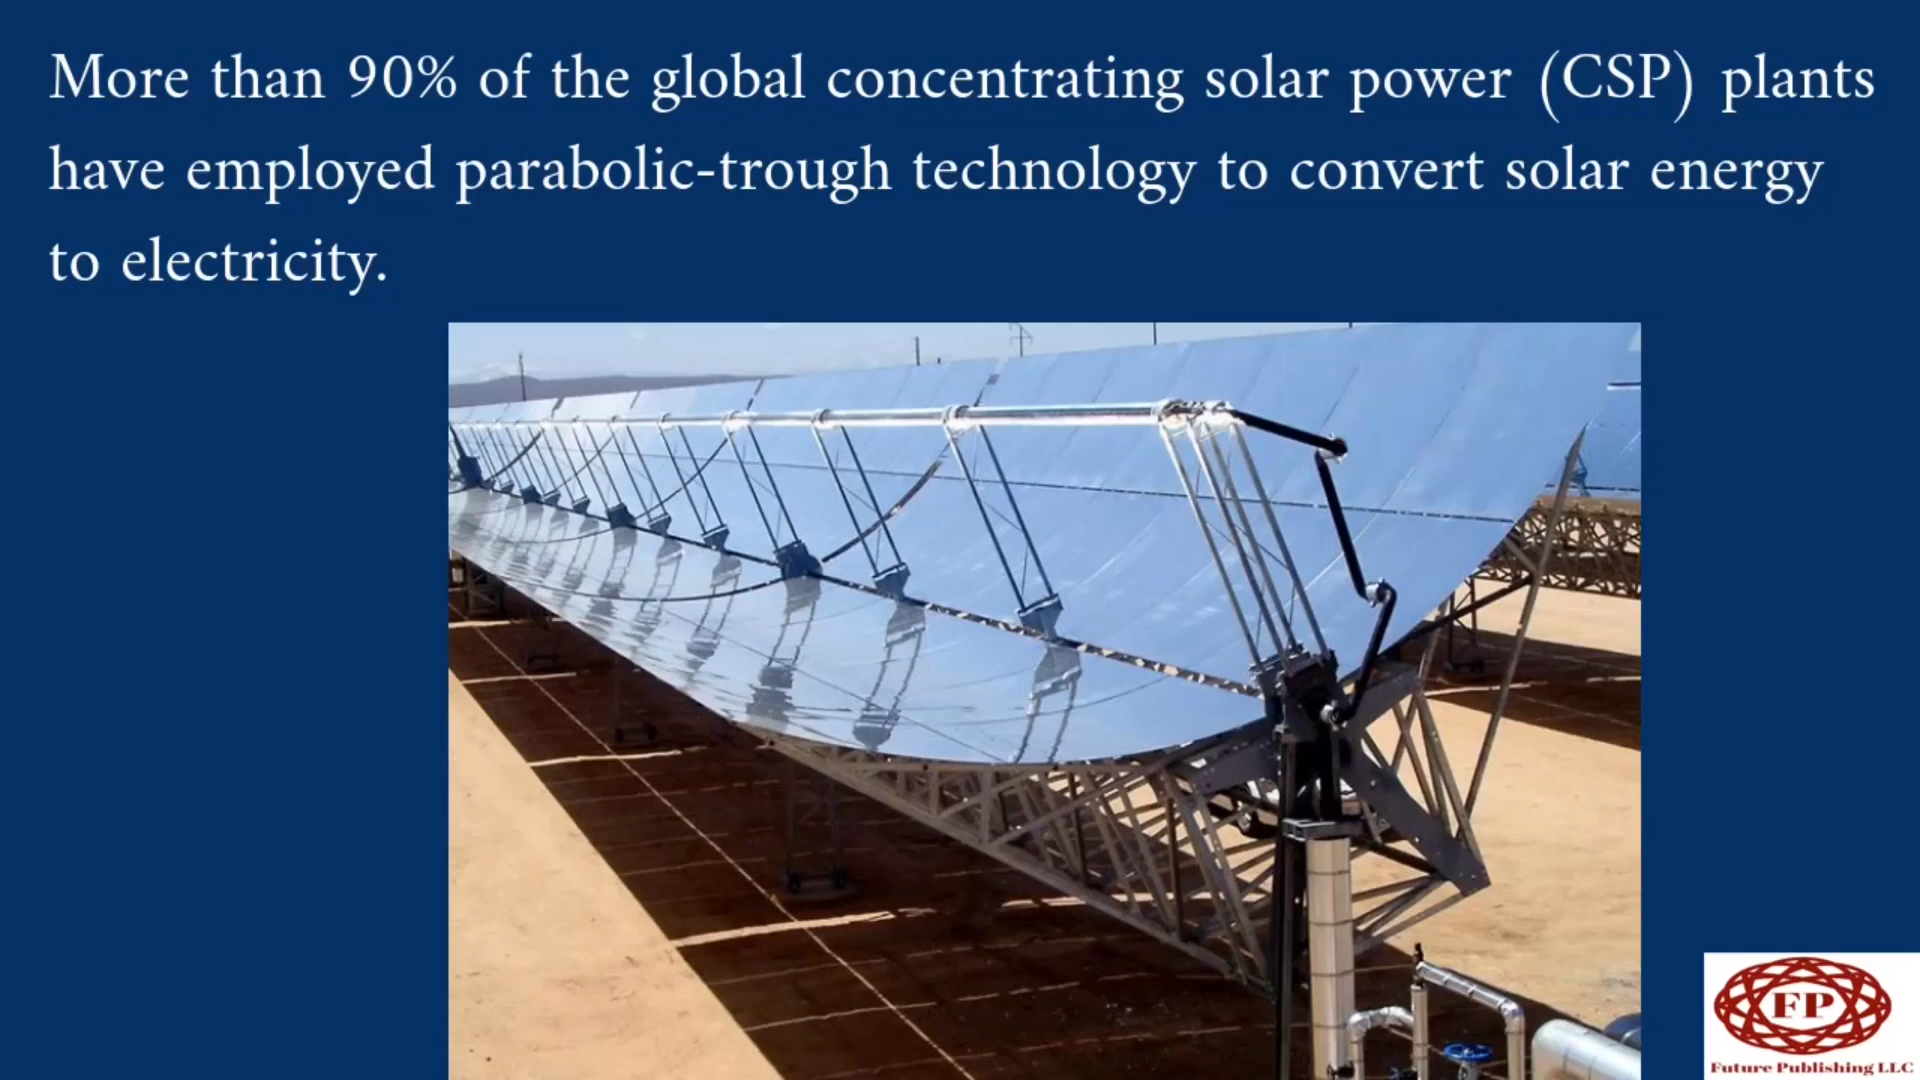 More than 90% of the global concentrating solar power (CSP) plants
have employed parabolic-trough technology to convert solar energy
to electricity.
FP
Future Publishing LLC